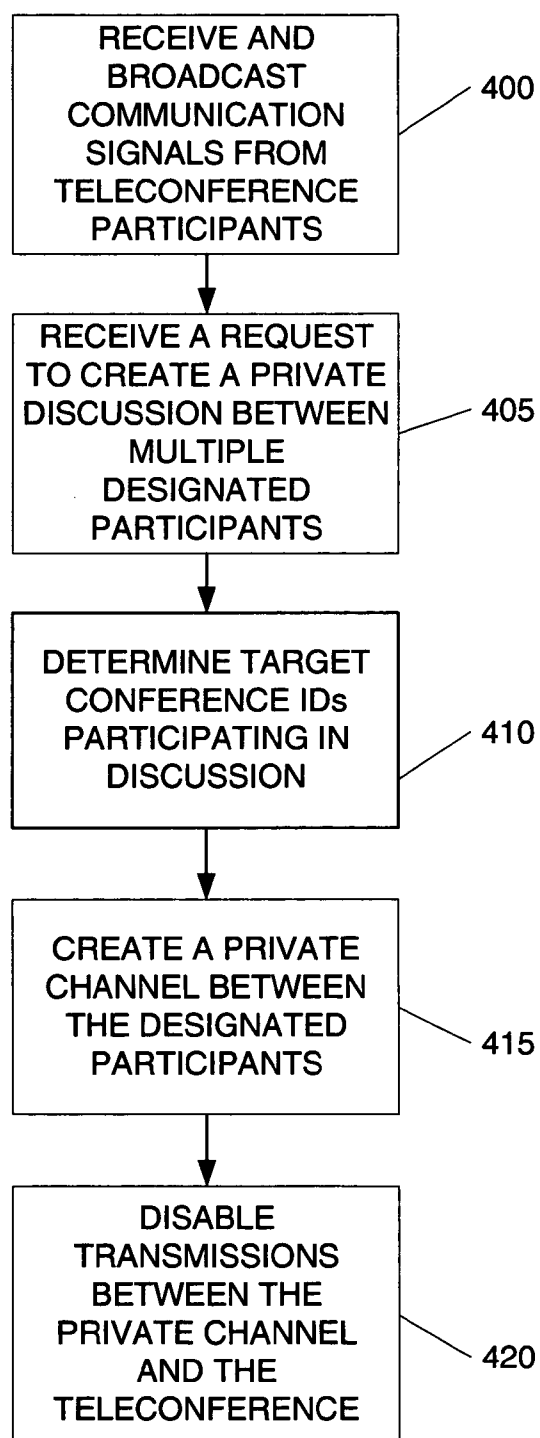 RECEIVE AND
BROADCAST
COMMUNICATION
SIGNALS FROM
TELECONFERENCE
PARTICIPANTS
400
RECEIVE A REQUEST
TO CREATE A PRIVATE
DISCUSSION BETWEEN
MULTIPLE
DESIGNATED
PARTICIPANTS
405
DETERMINE TARGET
CONFERENCE IDs
PARTICIPATING IN
DISCUSSION
410
CREATE A PRIVATE
CHANNEL BETWEEN
THE DESIGNATED
PARTICIPANTS
415
DISABLE
TRANSMISSIONS
BETWEEN THE
PRIVATE CHANNEL
AND THE
TELECONFERENCE
420